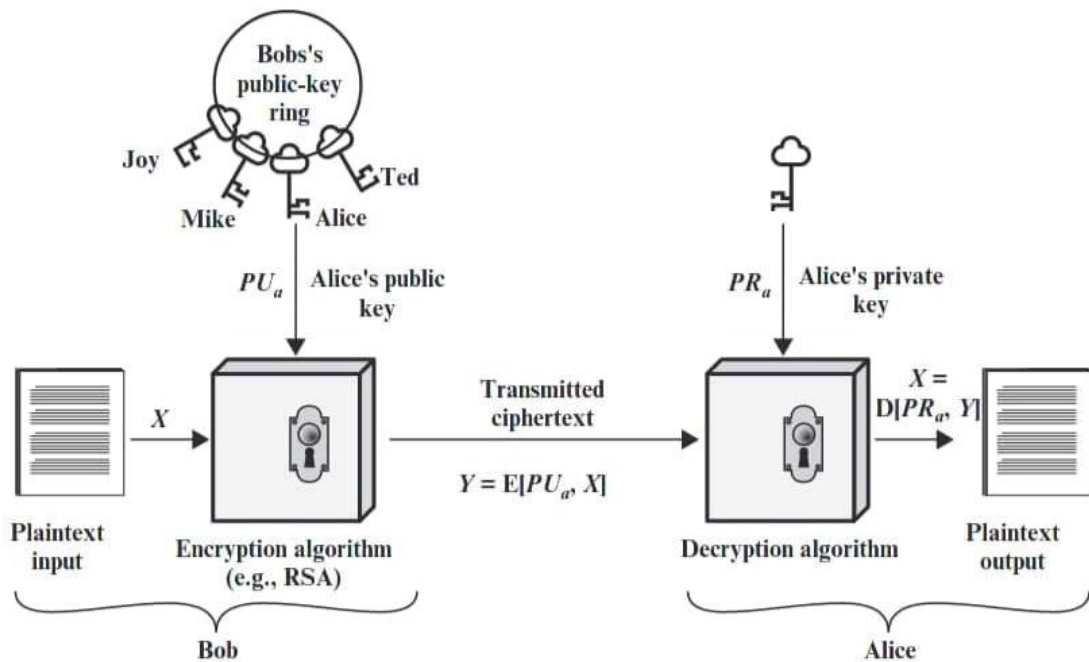 Bobs's
public-key
ring
Joy
Ted
Mike
Alice
PUa
Alice's public
key
PRa
Alice's private
key
X
Transmitted
ciphertext
X =
D[PRa, Y]
Y = E[PUa, X]
Plaintext
input
Encryption algorithm
(e.g., RSA)
Decryption algorithm
Plaintext
output
Bob
Alice